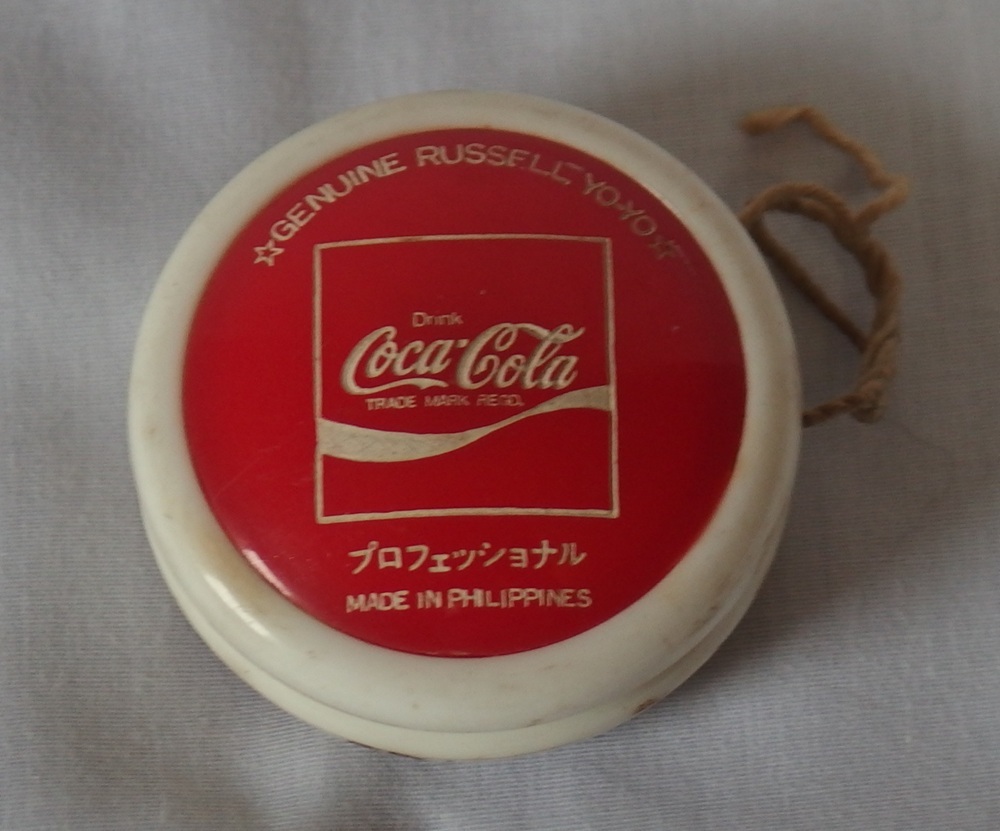 ☆GENUINE RUSSELL YO-YO☆
Drink
Coca-Cola
TRADE MARK REGD.
プロフェッショナル
MADE IN PHILIPPINES